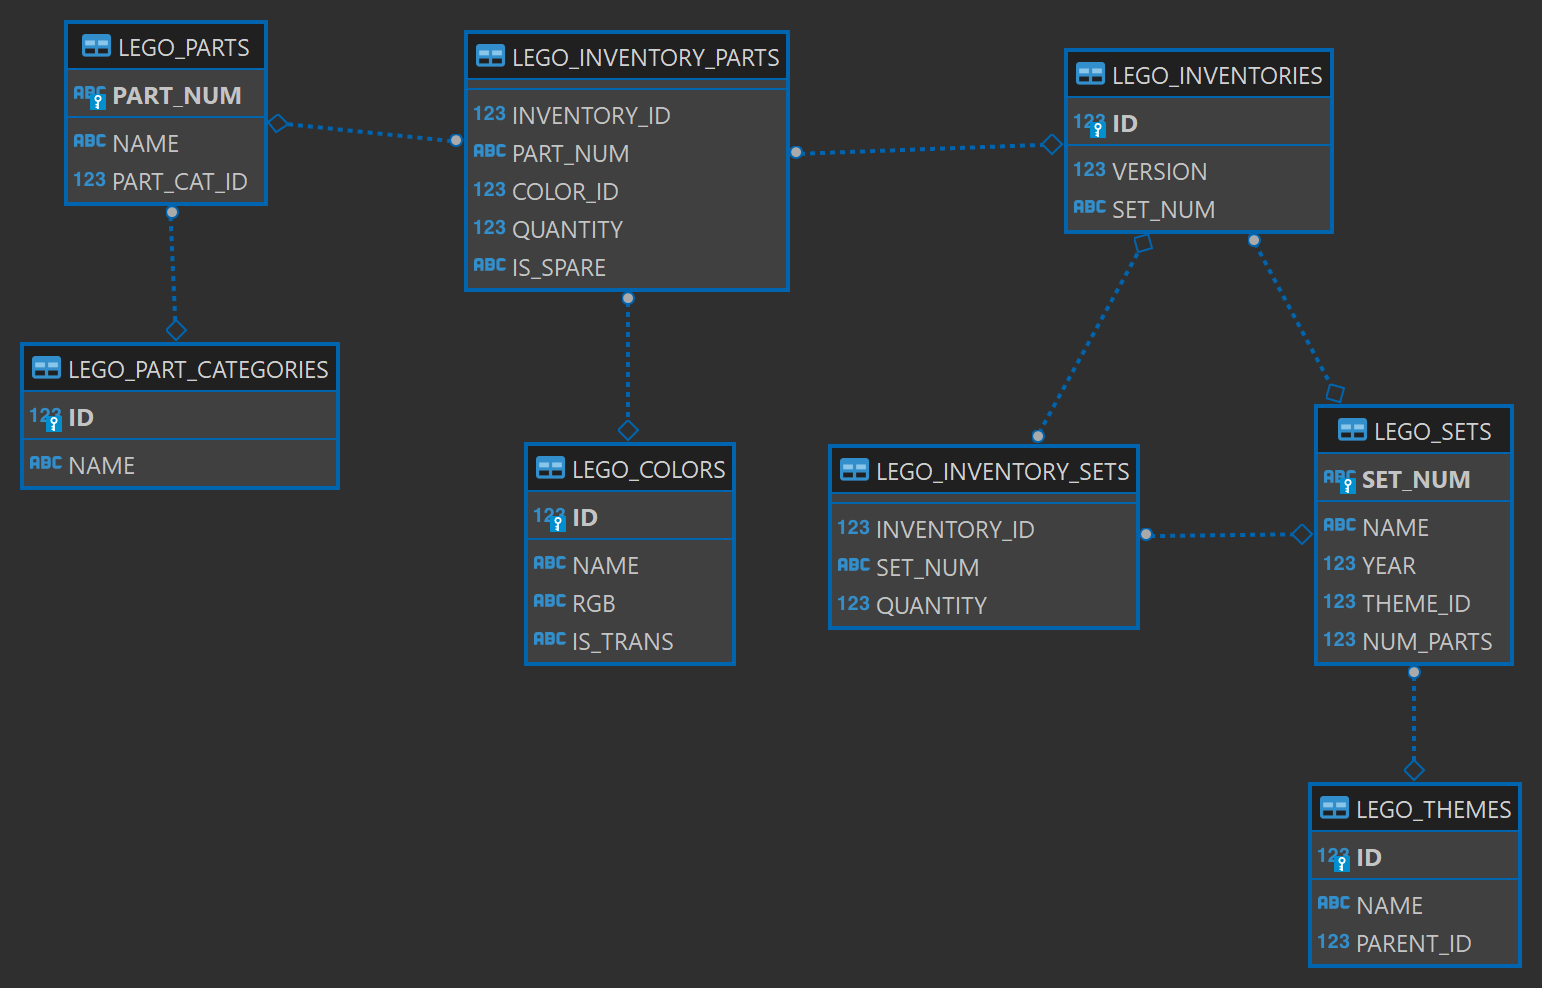 LEGO_PARTS
ABC PART_NUM
ABC NAME
123 PART_CAT_ID
LEGO_INVENTORY_PARTS
123 INVENTORY_ID
ABC PART_NUM
123 COLOR_ID
123 QUANTITY
ABC IS_SPARE
LEGO_INVENTORIES
123 ID
123 VERSION
ABC SET_NUM
LEGO_PART_CATEGORIES
123 ID
ABC NAME
LEGO_COLORS
123 ID
ABC NAME
ABC RGB
ABC IS_TRANS
LEGO_INVENTORY_SETS
123 INVENTORY_ID
ABC SET_NUM
123 QUANTITY
LEGO_SETS
ABC SET_NUM
ABC NAME
123 YEAR
123 THEME_ID
123 NUM_PARTS
LEGO_THEMES
123 ID
ABC NAME
123 PARENT_ID